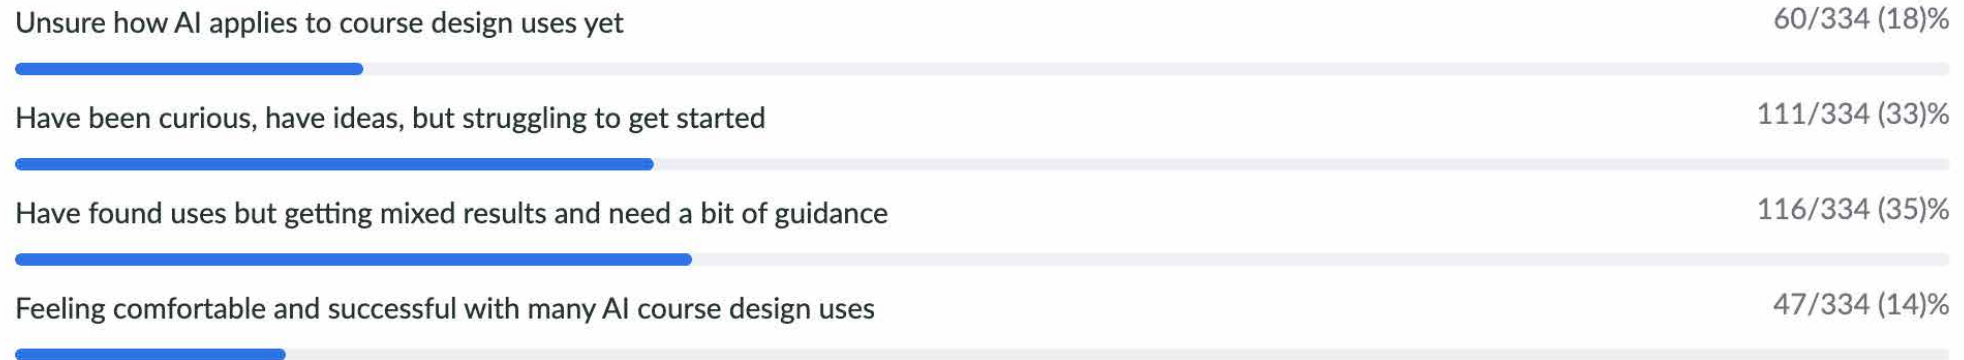 Unsure how AI applies to course design uses yet 60/334 (18)%
Have been curious, have ideas, but struggling to get started 111/334 (33)%
Have found uses but getting mixed results and need a bit of guidance 116/334 (35)%
Feeling comfortable and successful with many AI course design uses 47/334 (14)%